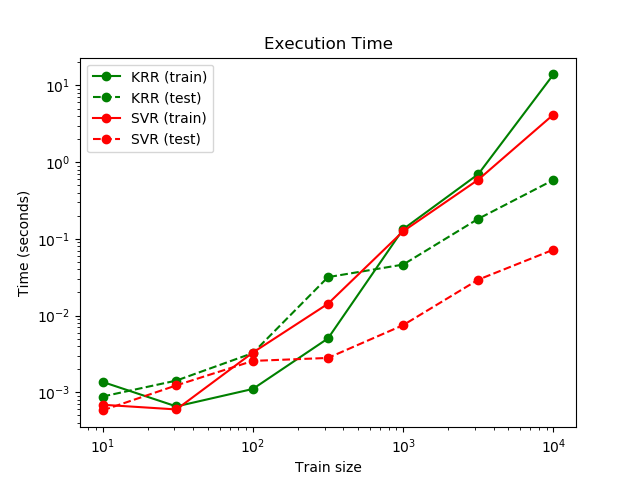 Execution Time
KRR (train)
KRR (test)
SVR (train)
SVR (test)
10¹
10⁰
10⁻¹
10⁻²
10⁻³
Time (seconds)
10¹ 10² 10³ 10⁴
Train size